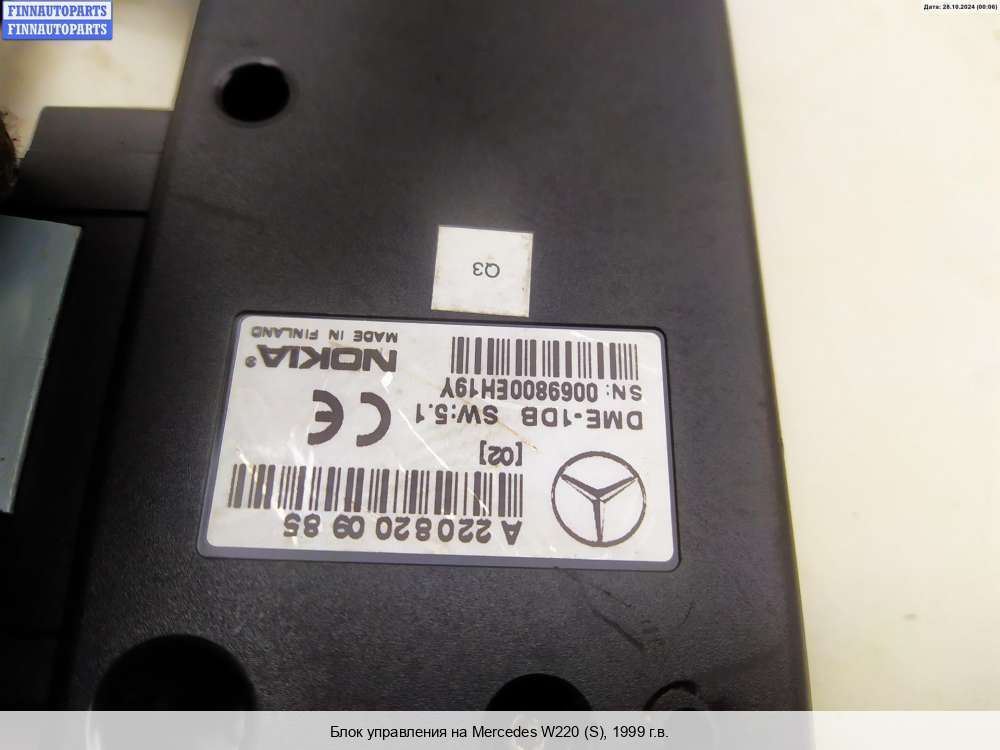 FINNAUTOPARTS
FINNAUTOPARTS
Дата: 28.10.2024 (00:06)
A 220 820 09 85
[02]
DME-1DB SW:5.1
SN: 0069800EH19Y
CE
NOKIA®
MADE IN FINLAND
Q3
Блок управления на Mercedes W220 (S), 1999 г.в.